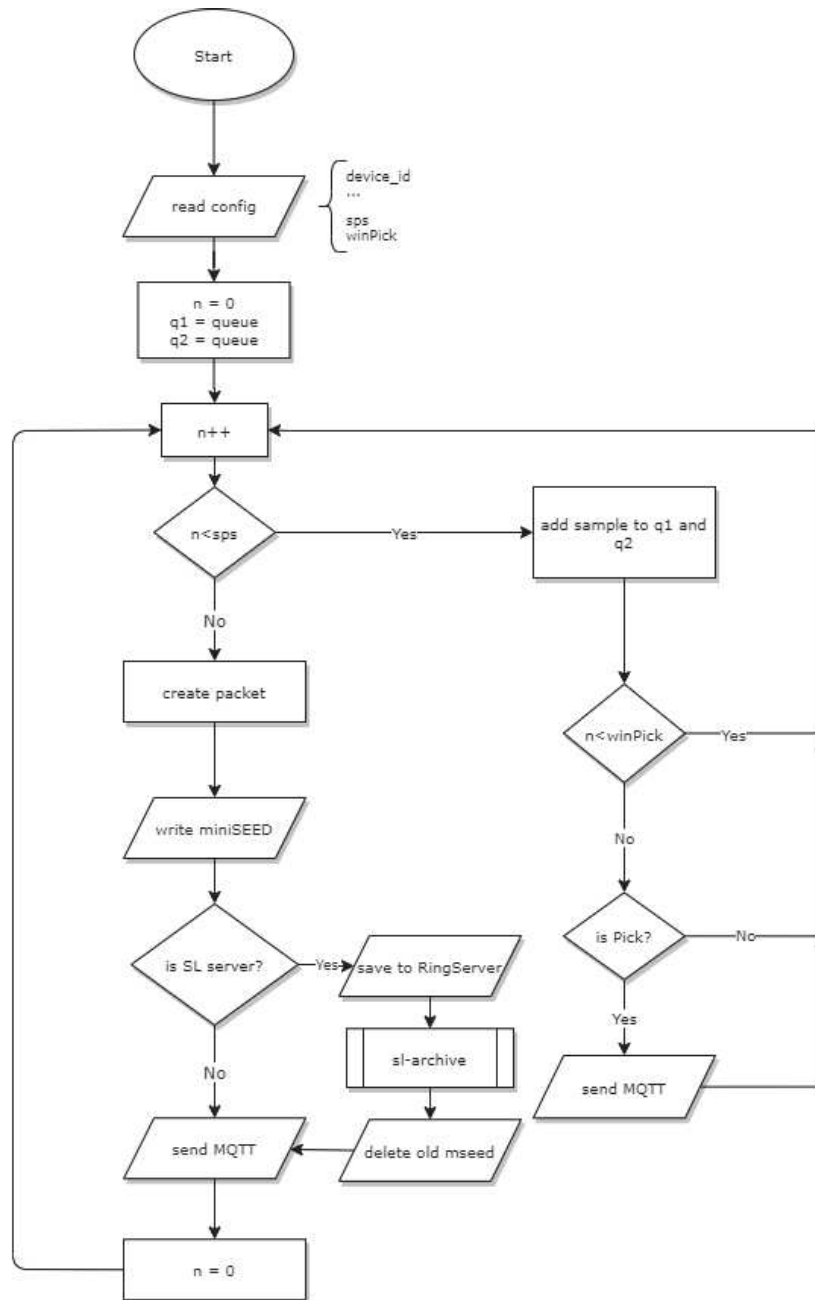 Start
read config
device_id
...
sps
winPick
n = 0
q1 = queue
q2 = queue
n++
n<sps
Yes
add sample to q1 and
q2
No
create packet
n<winPick
Yes
write miniSEED
No
is SL server?
Yes
save to RingServer
is Pick?
No
sl-archive
Yes
No
send MQTT
send MQTT
delete old mseed
n = 0